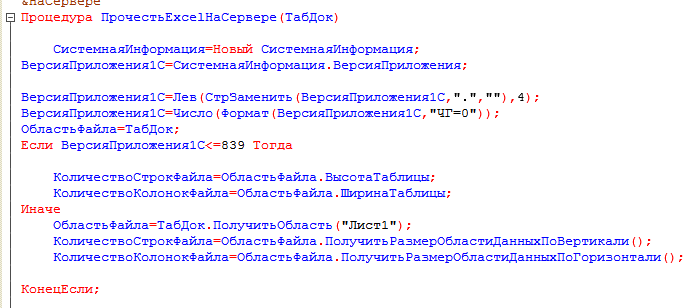 &НаСервере
Процедура ПрочестьExcelНаСервере(ТабДок)
СистемнаяИнформация=Новый СистемнаяИнформация;
ВерсияПриложения1С=СистемнаяИнформация.ВерсияПриложения;
ВерсияПриложения1С=Лев(СтрЗаменить(ВерсияПриложения1С,".",""),4);
ВерсияПриложения1С=Число(Формат(ВерсияПриложения1С,"ЧГ=0"));
ОбластьФайла=ТабДок;
Если ВерсияПриложения1С<=839 Тогда
КоличествоСтрокФайла=ОбластьФайла.ВысотаТаблицы;
КоличествоКолонокФайла=ОбластьФайла.ШиринаТаблицы;
Иначе
ОбластьФайла=ТабДок.ПолучитьОбласть("Лист1");
КоличествоСтрокФайла=ОбластьФайла.ПолучитьРазмерОбластиДанныхПоВертикали();
КоличествоКолонокФайла=ОбластьФайла.ПолучитьРазмерОбластиДанныхПоГоризонтали();
КонецЕсли;